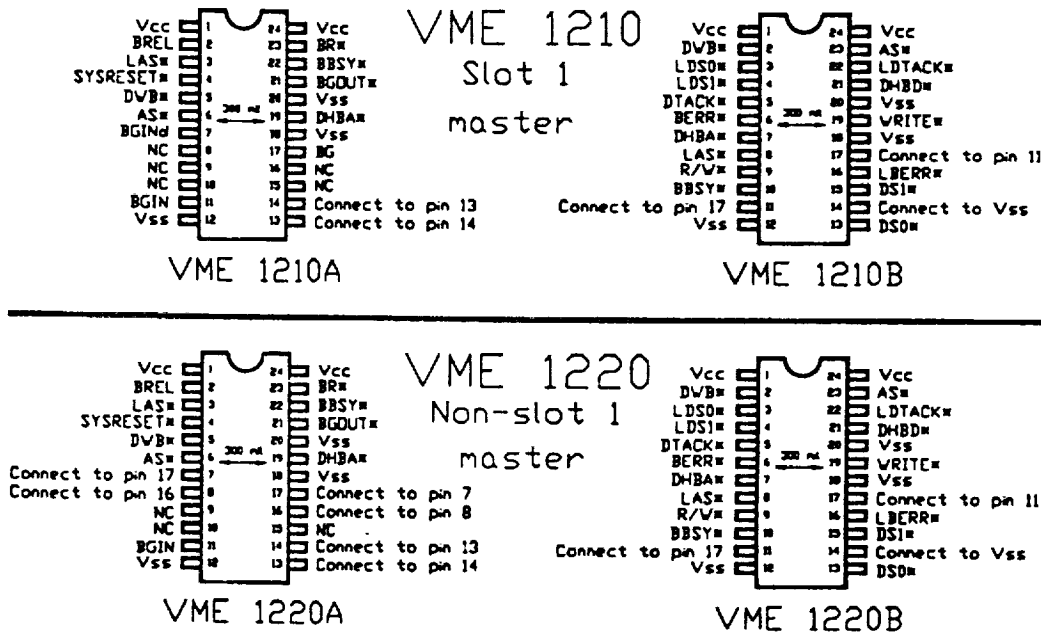 VME 1210
Slot 1
master
Vcc 1 24 Vcc
BREL 2 23 BR*
LAS* 3 22 BBSY*
SYSRESET* 4 21 BGOUT*
DWB* 5 20 Vss
AS* 6 300 mil 19 DHBA*
BGINd 7 18 Vss
NC 8 17 BG
NC 9 16 NC
NC 10 15 NC
BGIN 11 14 Connect to pin 13
Vss 12 13 Connect to pin 14
VME 1210A
Vcc 1 24 Vcc
DWB* 2 23 AS*
LDS0* 3 22 LDTACK*
LDS1* 4 21 DHBD*
DTACK* 5 20 Vss
BERR* 6 300 mil 19 WRITE*
DHBA* 7 18 Vss
LAS* 8 17 Connect to pin 11
R/W* 9 16 LBERR*
BBSY* 10 15 DS1*
Connect to pin 17 11 14 Connect to Vss
Vss 12 13 DS0*
VME 1210B
VME 1220
Non-slot 1
master
Vcc 1 24 Vcc
BREL 2 23 BR*
LAS* 3 22 BBSY*
SYSRESET* 4 21 BGOUT*
DWB* 5 20 Vss
AS* 6 300 mil 19 DHBA*
Connect to pin 17 7 18 Vss
Connect to pin 16 8 17 Connect to pin 7
NC 9 16 Connect to pin 8
NC 10 15 NC
BGIN 11 14 Connect to pin 13
Vss 12 13 Connect to pin 14
VME 1220A
Vcc 1 24 Vcc
DWB* 2 23 AS*
LDS0* 3 22 LDTACK*
LDS1* 4 21 DHBD*
DTACK* 5 20 Vss
BERR* 6 300 mil 19 WRITE*
DHBA* 7 18 Vss
LAS* 8 17 Connect to pin 11
R/W* 9 16 LBERR*
BBSY* 10 15 DS1*
Connect to pin 17 11 14 Connect to Vss
Vss 12 13 DS0*
VME 1220B